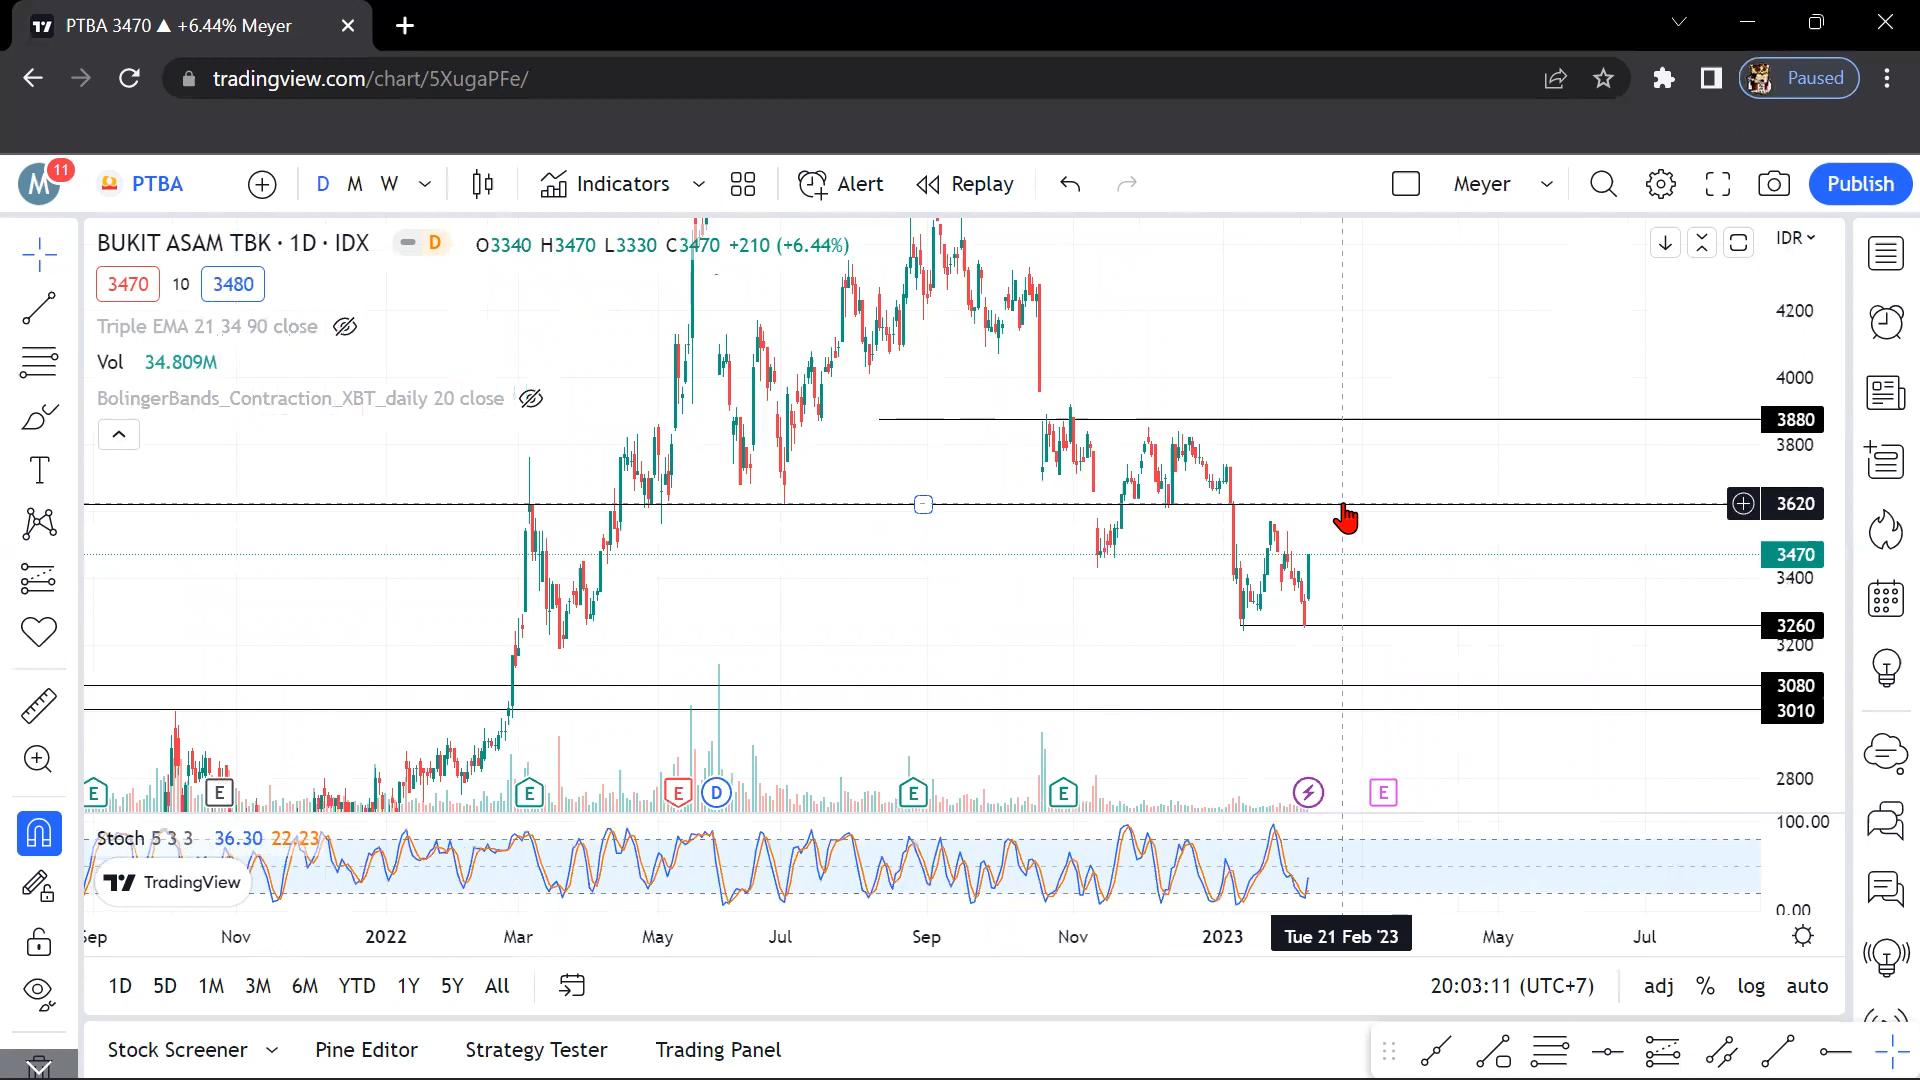 PTBA 3470 ▲ +6.44% Meyer
tradingview.com/chart/5XugaPFe/
Paused
M 11 PTBA D M W Indicators Alert Replay Meyer Publish
BUKIT ASAM TBK · 1D · IDX D O3340 H3470 L3330 C3470 +210 (+6.44%)
IDR
3470 10 3480
Triple EMA 21 34 90 close
Vol 34.809M
BolingerBands_Contraction_XBT_daily 20 close
4200
4000
3880
3800
3620
3470
3400
3260
3200
3080
3010
2800
E E E E D E E E
Stoch 5 3 3 36.30 22.23
100.00
TradingView
0.00
Sep Nov 2022 Mar May Jul Sep Nov 2023 Tue 21 Feb '23 May Jul
1D 5D 1M 3M 6M YTD 1Y 5Y All 20:03:11 (UTC+7) adj % log auto
Stock Screener Pine Editor Strategy Tester Trading Panel